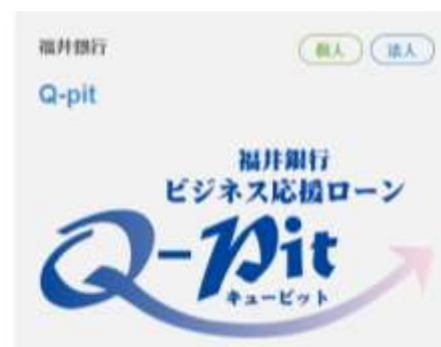 福井銀行
個人 法人
Q-pit
福井銀行
ビジネス応援ローン
Q-Pit
キューピット